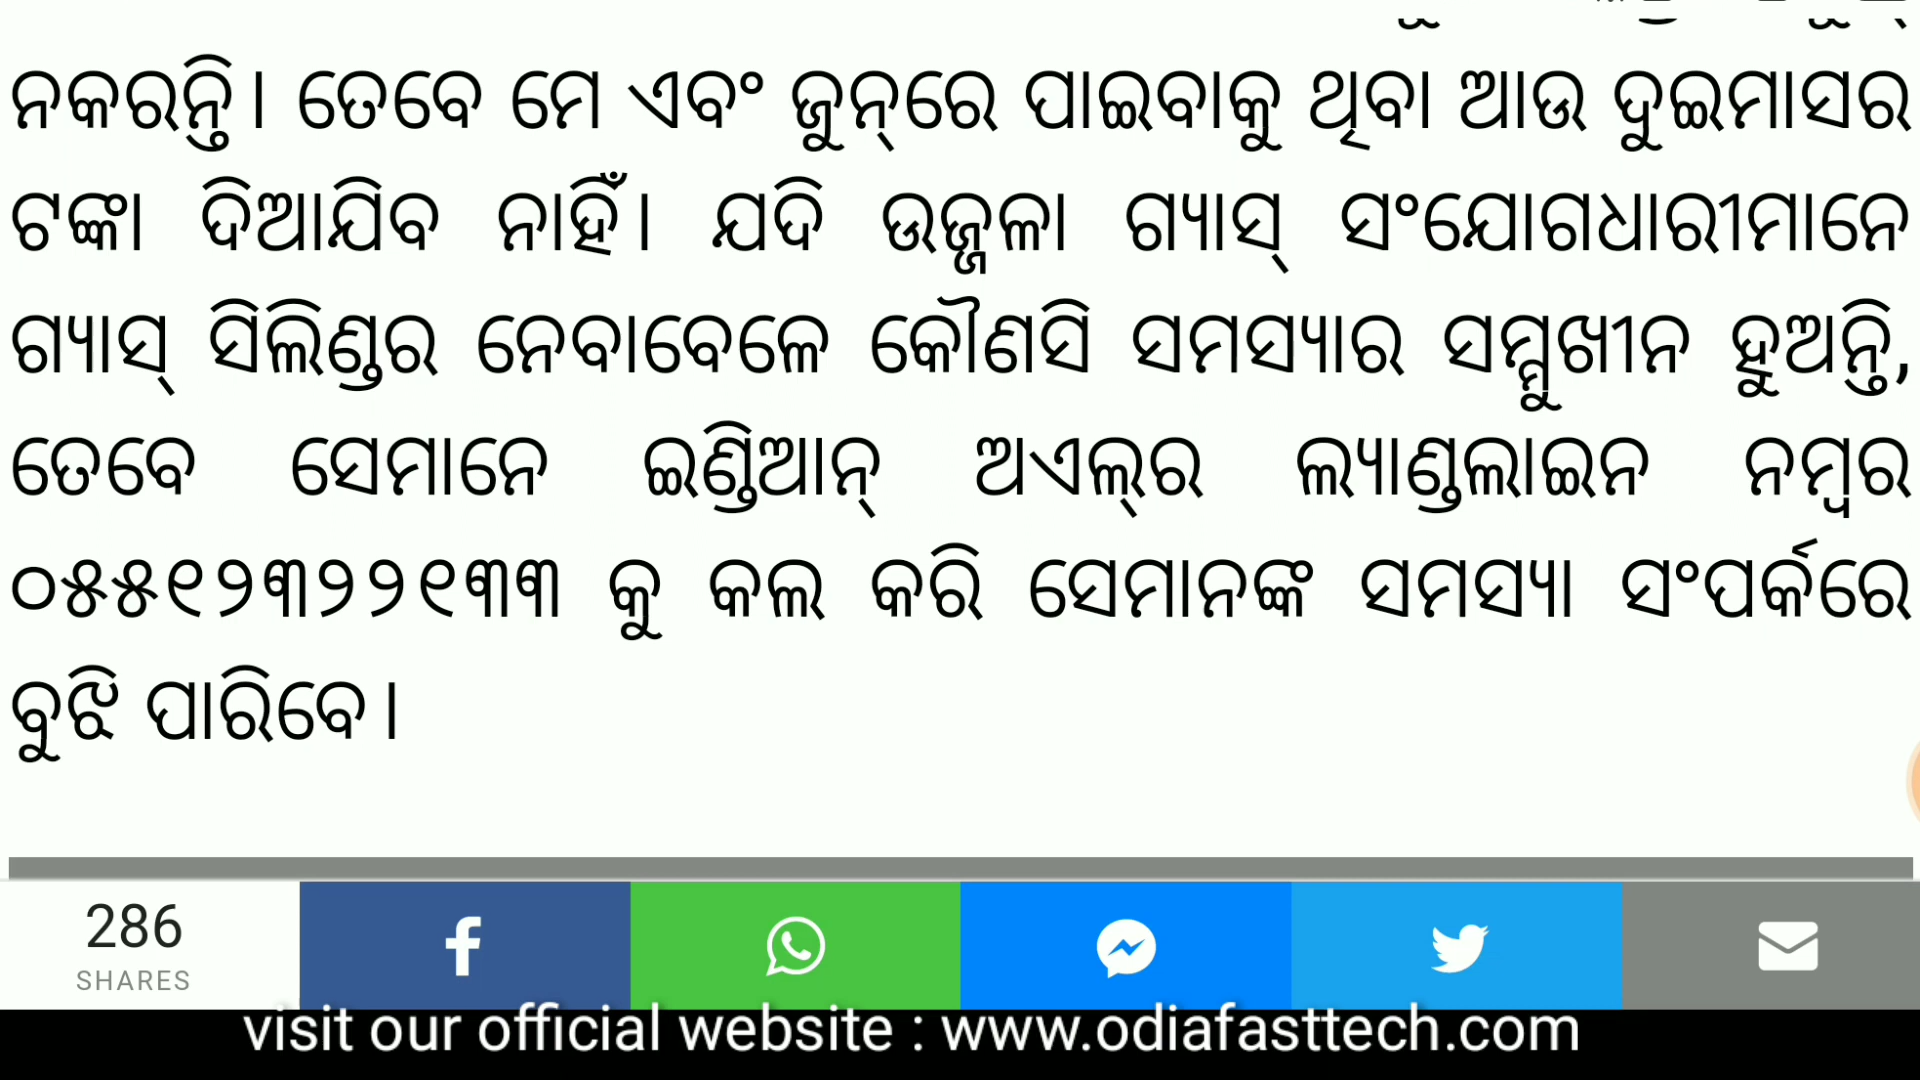 ନକରନ୍ତି। ତେବେ ମେ ଏବଂ ଜୁନ୍‌ରେ ପାଇବାକୁ ଥିବା ଆଉ ଦୁଇମାସର
ଟଙ୍କା ଦିଆଯିବ ନାହିଁ। ଯଦି ଉଜ୍ଜଳା ଗ୍ୟାସ୍ ସଂଯୋଗଧାରୀମାନେ
ଗ୍ୟାସ୍ ସିଲିଣ୍ଡର ନେବାବେଳେ କୌଣସି ସମସ୍ୟାର ସମ୍ମୁଖୀନ ହୁଅନ୍ତି,
ତେବେ ସେମାନେ ଇଣ୍ଡିଆନ୍ ଅଏଲ୍‌ର ଲ୍ୟାଣ୍ଡଲାଇନ ନମ୍ବର
୦୫୫୧୨୩୨୨୧୩୩ କୁ କଲ କରି ସେମାନଙ୍କ ସମସ୍ୟା ସଂପର୍କରେ
ବୁଝି ପାରିବେ।
286
SHARES
visit our official website : www.odiafasttech.com